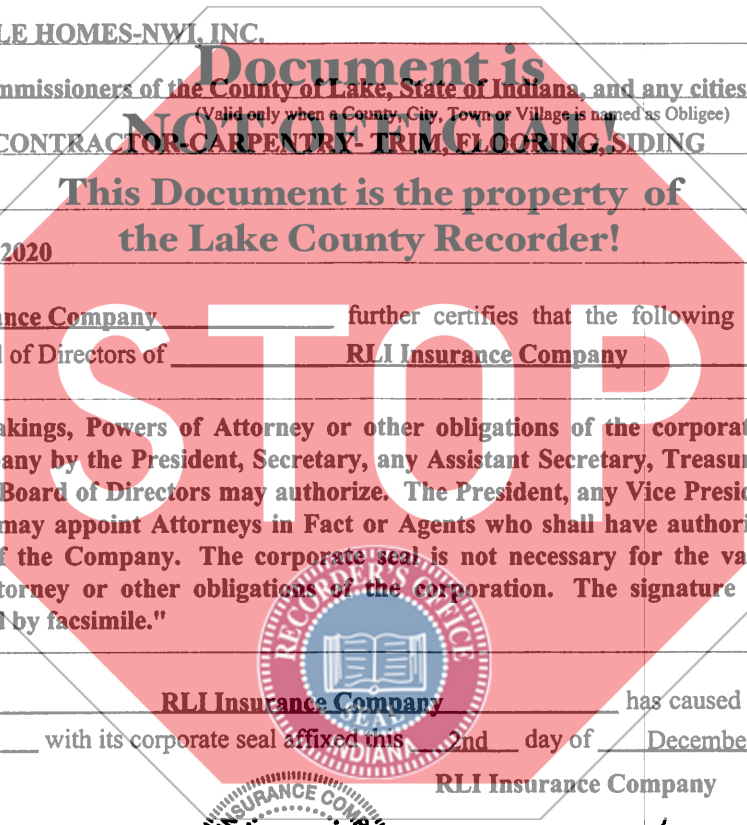 LE HOMES-NWI, INC.
Document is
mmissioners of the County of Lake, State of Indiana, and any cities
(Valid only when a County, City, Town or Village is named as Obligee)
NOT OFFICIAL!
CONTRACTOR-CARPENTRY- TRIM, FLOORING, SIDING
This Document is the property of
the Lake County Recorder!
2020
STOP
ance Company further certifies that the following
d of Directors of RLI Insurance Company
akings, Powers of Attorney or other obligations of the corporat
any by the President, Secretary, any Assistant Secretary, Treasur
Board of Directors may authorize. The President, any Vice Presid
may appoint Attorneys in Fact or Agents who shall have authori
f the Company. The corporate seal is not necessary for the va
ttorney or other obligations of the corporation. The signature
d by facsimile."
RECORDER'S OFFICE
SEAL
INDIANA
RLI Insurance Company has caused
with its corporate seal affixed this 2nd day of Decembe
RLI Insurance Company
SURANCE COM